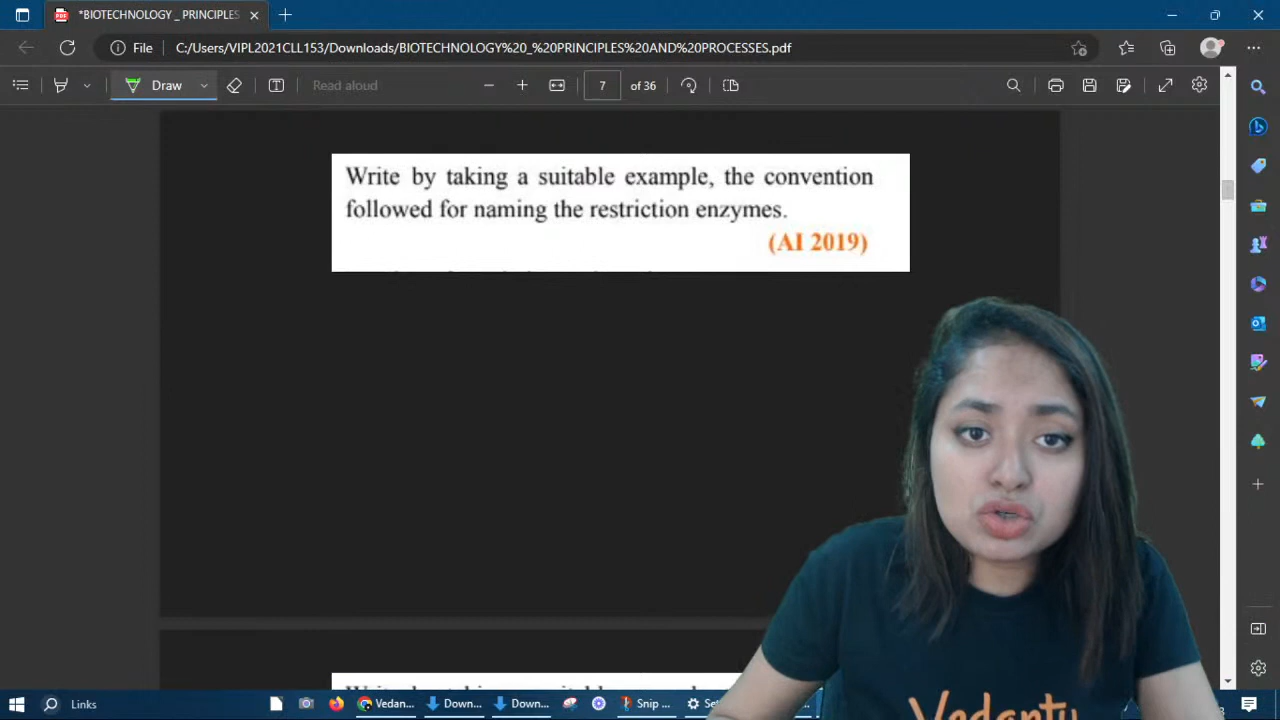 *BIOTECHNOLOGY _ PRINCIPLES
File
C:/Users/VIPL2021CLL153/Downloads/BIOTECHNOLOGY%20_%20PRINCIPLES%20AND%20PROCESSES.pdf
Draw
Read aloud
7
of 36
Write by taking a suitable example, the convention
followed for naming the restriction enzymes.
(AI 2019)
Vedantu
Links
Vedan...
Down...
Down...
Snip ...
Set